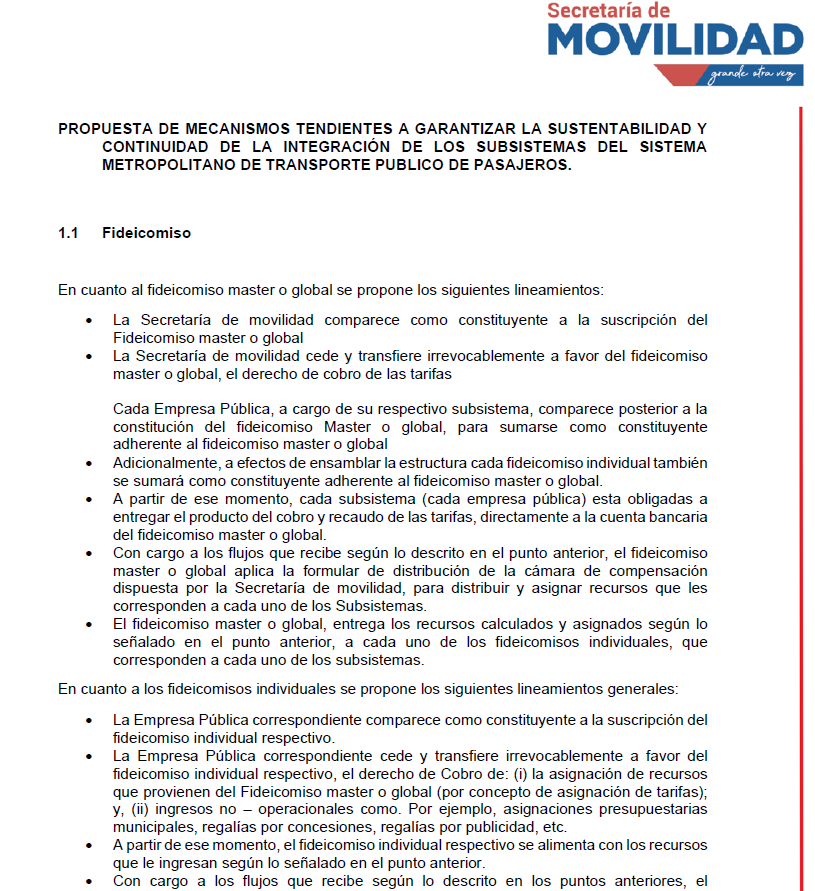 Secretaría de
MOVILIDAD
grande otra vez
PROPUESTA DE MECANISMOS TENDIENTES A GARANTIZAR LA SUSTENTABILIDAD Y
CONTINUIDAD DE LA INTEGRACIÓN DE LOS SUBSISTEMAS DEL SISTEMA
METROPOLITANO DE TRANSPORTE PUBLICO DE PASAJEROS.
1.1 Fideicomiso
En cuanto al fideicomiso master o global se propone los siguientes lineamientos:
• La Secretaría de movilidad comparece como constituyente a la suscripción del
Fideicomiso master o global
• La Secretaría de movilidad cede y transfiere irrevocablemente a favor del fideicomiso
master o global, el derecho de cobro de las tarifas
Cada Empresa Pública, a cargo de su respectivo subsistema, comparece posterior a la
constitución del fideicomiso Master o global, para sumarse como constituyente
adherente al fideicomiso master o global
• Adicionalmente, a efectos de ensamblar la estructura cada fideicomiso individual también
se sumará como constituyente adherente al fideicomiso master o global.
• A partir de ese momento, cada subsistema (cada empresa pública) esta obligadas a
entregar el producto del cobro y recaudo de las tarifas, directamente a la cuenta bancaria
del fideicomiso master o global.
• Con cargo a los flujos que recibe según lo descrito en el punto anterior, el fideicomiso
master o global aplica la formular de distribución de la cámara de compensación
dispuesta por la Secretaría de movilidad, para distribuir y asignar recursos que les
corresponden a cada uno de los Subsistemas.
• El fideicomiso master o global, entrega los recursos calculados y asignados según lo
señalado en el punto anterior, a cada uno de los fideicomisos individuales, que
corresponden a cada uno de los subsistemas.
En cuanto a los fideicomisos individuales se propone los siguientes lineamientos generales:
• La Empresa Pública correspondiente comparece como constituyente a la suscripción del
fideicomiso individual respectivo.
• La Empresa Pública correspondiente cede y transfiere irrevocablemente a favor del
fideicomiso individual respectivo, el derecho de Cobro de: (i) la asignación de recursos
que provienen del Fideicomiso master o global (por concepto de asignación de tarifas);
y, (ii) ingresos no – operacionales como. Por ejemplo, asignaciones presupuestarias
municipales, regalías por concesiones, regalías por publicidad, etc.
• A partir de ese momento, el fideicomiso individual respectivo se alimenta con los recursos
que le ingresan según lo señalado en el punto anterior.
• Con cargo a los flujos que recibe según lo descrito en los puntos anteriores, el